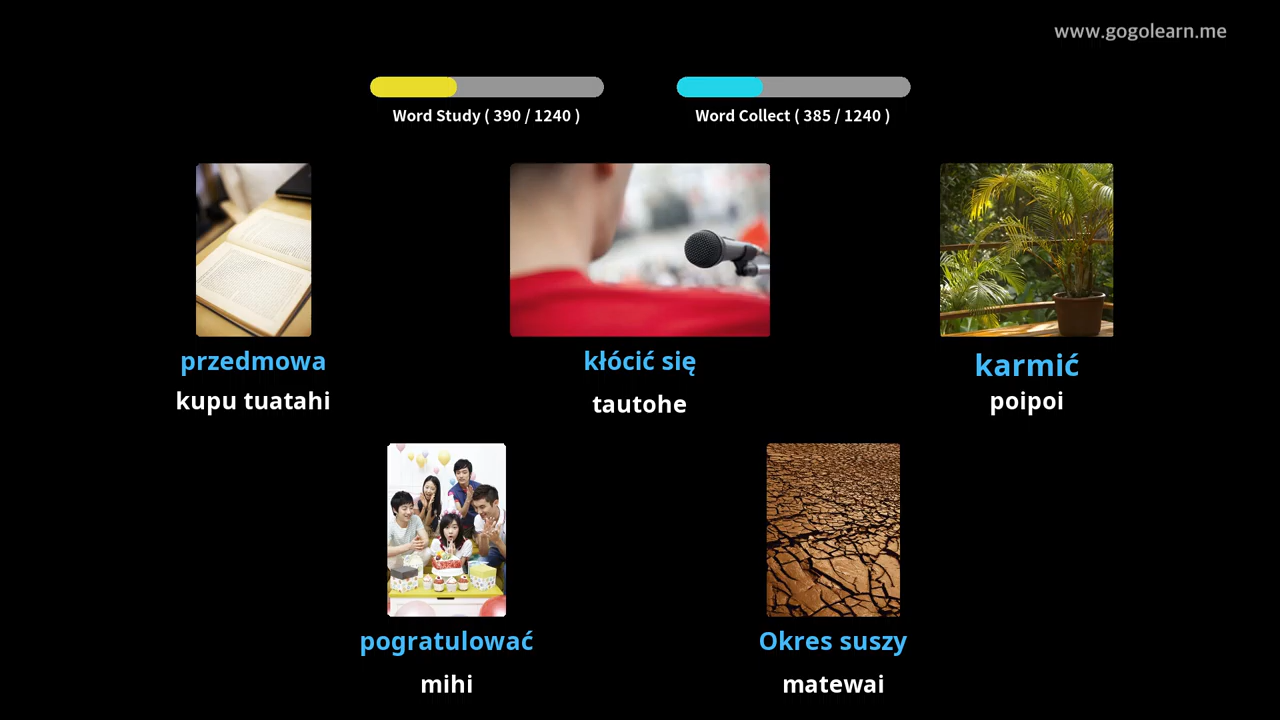 www.gogolearn.me
Word Study ( 390 / 1240 )
Word Collect ( 385 / 1240 )
przedmowa
kupu tuatahi
kłócić się
tautohe
karmić
poipoi
pogratulować
mihi
Okres suszy
matewai